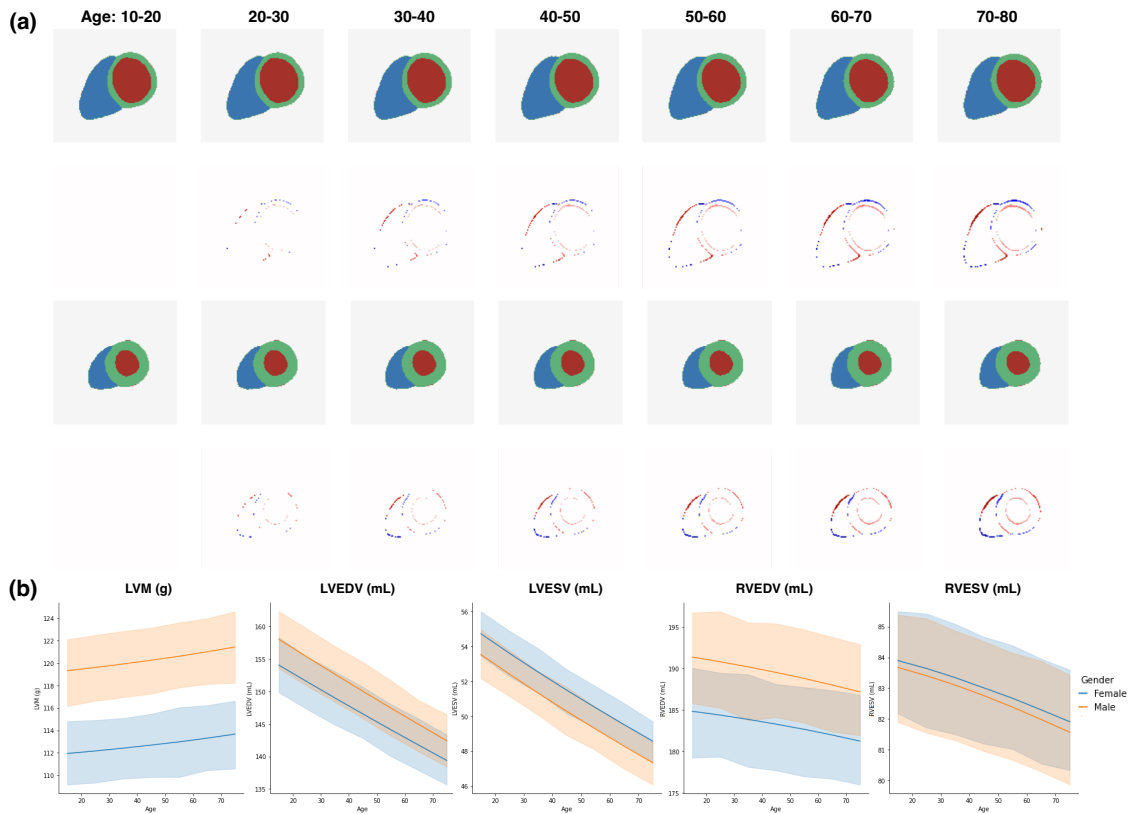 (a)
Age: 10-20 20-30 30-40 40-50 50-60 60-70 70-80
(b)
LVM (g) LVEDV (mL) LVESV (mL) RVEDV (mL) RVESV (mL)
LVM (g)
124
122
120
118
116
114
112
110
20 30 40 50 60 70
Age
LVEDV (mL)
160
155
150
145
140
135
20 30 40 50 60 70
Age
LVESV (mL)
56
54
52
50
48
46
20 30 40 50 60 70
Age
RVEDV (mL)
195
190
185
180
175
20 30 40 50 60 70
Age
RVESV (mL)
85
84
83
82
81
80
20 30 40 50 60 70
Age
Gender
Female
Male